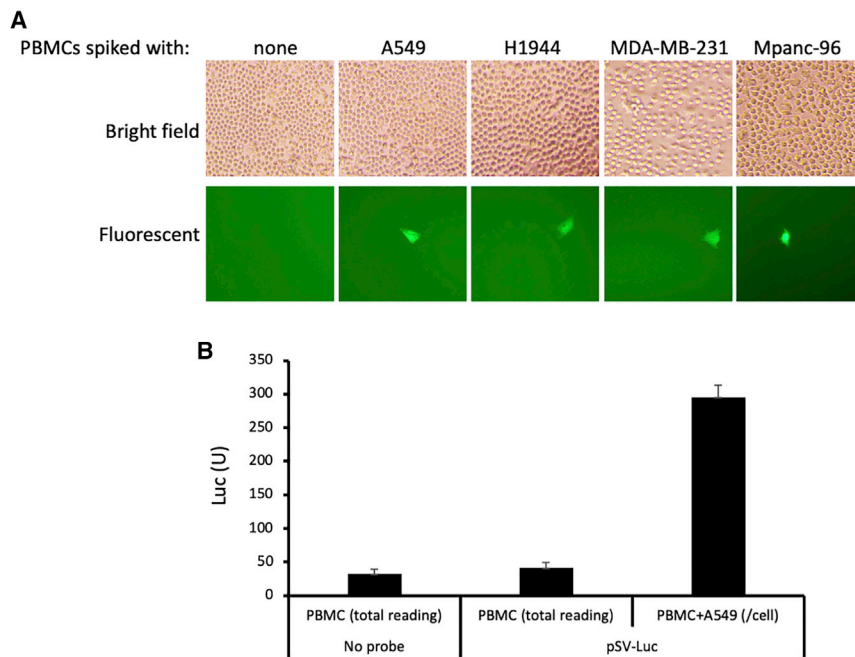 A
PBMCs spiked with: none A549 H1944 MDA-MB-231 Mpanc-96
Bright field
Fluorescent
B
350
300
250
200
150
100
50
0
Luc (U)
PBMC (total reading) PBMC (total reading) PBMC+A549 (/cell)
No probe pSV-Luc